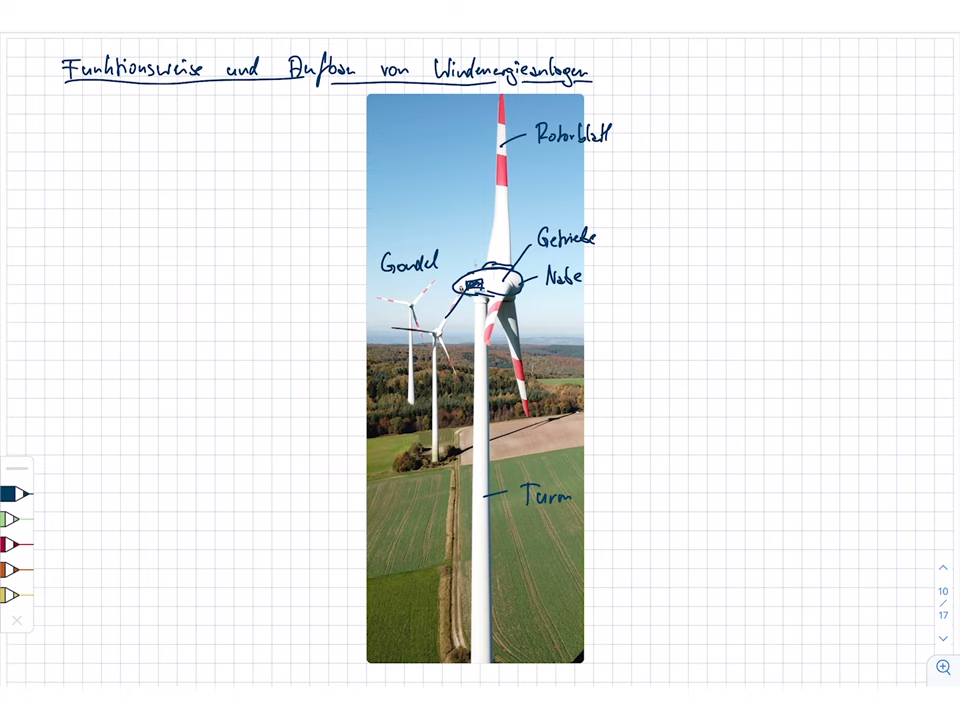 Funktionsweise und Aufbau von Windenergieanlagen
Rotorblatt
Getriebe
Gondel
Nabe
Turm
10
/
17